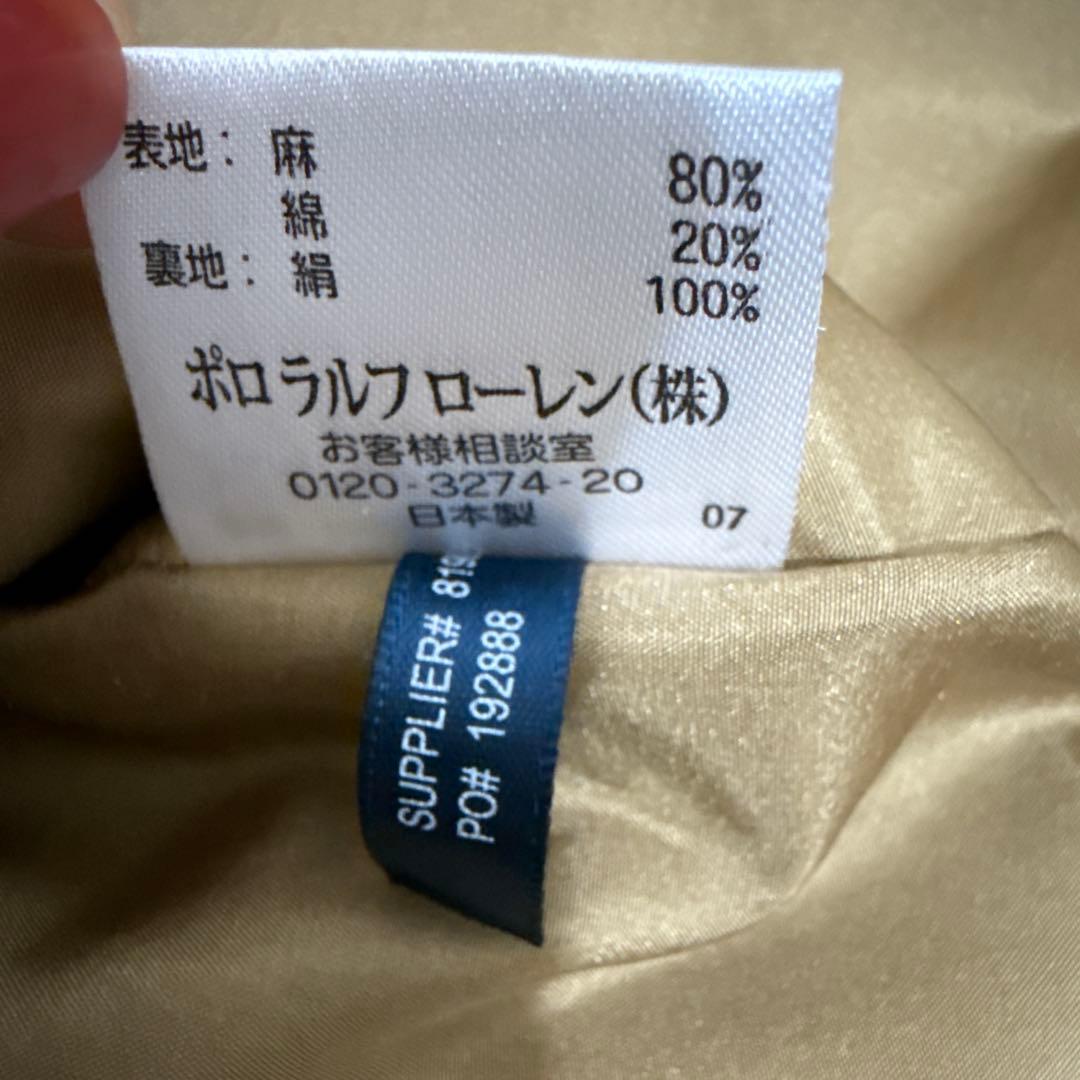 表地： 麻 80%
綿 20%
裏地： 絹 100%
ポロ ラルフ ローレン(株)
お客様相談室
0120-3274-20
日本製 07
SUPPLIER#
PO# 192888